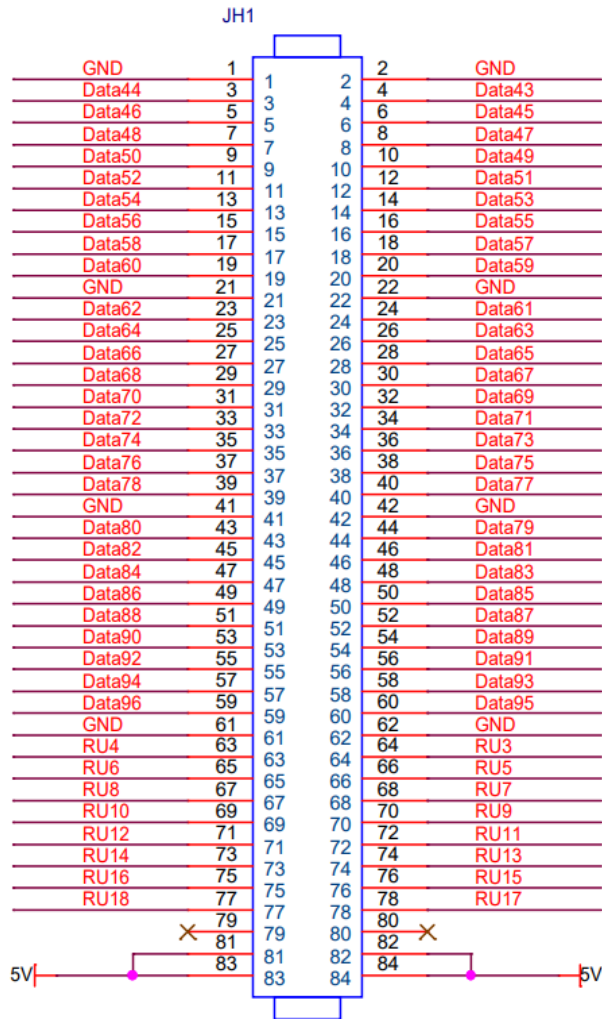 JH1
GND 1 1 2 2 GND
Data44 3 3 4 4 Data43
Data46 5 5 6 6 Data45
Data48 7 7 8 8 Data47
Data50 9 9 10 10 Data49
Data52 11 11 12 12 Data51
Data54 13 13 14 14 Data53
Data56 15 15 16 16 Data55
Data58 17 17 18 18 Data57
Data60 19 19 20 20 Data59
GND 21 21 22 22 GND
Data62 23 23 24 24 Data61
Data64 25 25 26 26 Data63
Data66 27 27 28 28 Data65
Data68 29 29 30 30 Data67
Data70 31 31 32 32 Data69
Data72 33 33 34 34 Data71
Data74 35 35 36 36 Data73
Data76 37 37 38 38 Data75
Data78 39 39 40 40 Data77
GND 41 41 42 42 GND
Data80 43 43 44 44 Data79
Data82 45 45 46 46 Data81
Data84 47 47 48 48 Data83
Data86 49 49 50 50 Data85
Data88 51 51 52 52 Data87
Data90 53 53 54 54 Data89
Data92 55 55 56 56 Data91
Data94 57 57 58 58 Data93
Data96 59 59 60 60 Data95
GND 61 61 62 62 GND
RU4 63 63 64 64 RU3
RU6 65 65 66 66 RU5
RU8 67 67 68 68 RU7
RU10 69 69 70 70 RU9
RU12 71 71 72 72 RU11
RU14 73 73 74 74 RU13
RU16 75 75 76 76 RU15
RU18 77 77 78 78 RU17
79 79 80 80
81 81 82 82
5V 83 83 84 84 5V